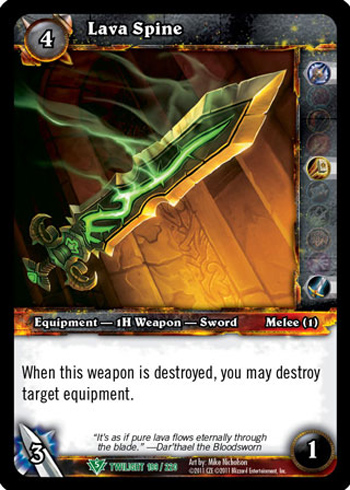 4 Lava Spine
Equipment — 1H Weapon — Sword Melee (1)
When this weapon is destroyed, you may destroy
target equipment.
"It's as if pure lava flows eternally through
the blade." —Dar'thael the Bloodsworn
3
1
TWILIGHT 196/220
Art by: Mike Nicholson
©2011 CZE ©2011 Blizzard Entertainment, Inc.